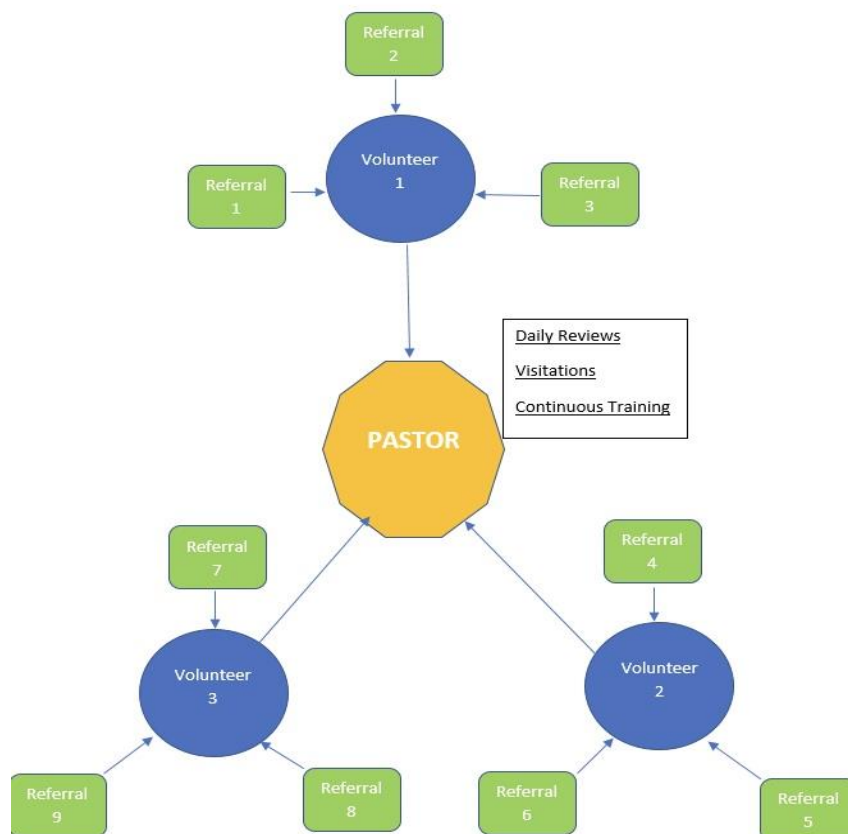 Referral
2
Volunteer
1
Referral
1
Referral
3
Daily Reviews
Visitations
Continuous Training
PASTOR
Referral
7
Referral
4
Volunteer
3
Volunteer
2
Referral
9
Referral
8
Referral
6
Referral
5